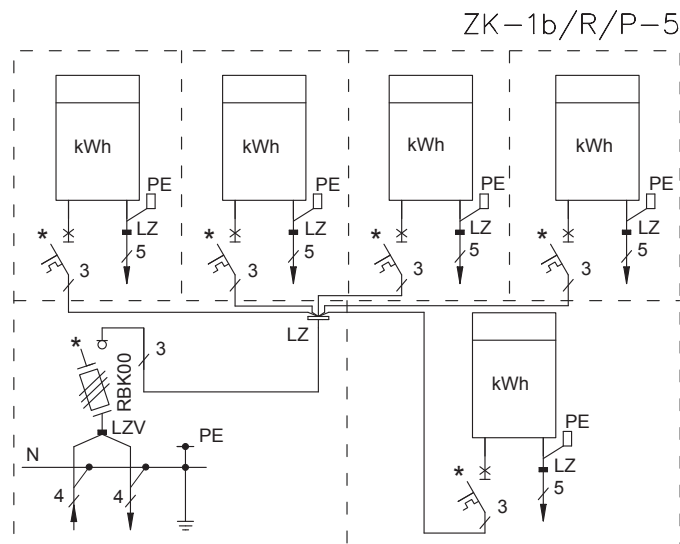 ZK-1b/R/P-5
kWh kWh kWh kWh
PE PE PE PE
* LZ * LZ * LZ * LZ
3 5 3 5 3 5 3 5
LZ
* 3
RBK00
kWh
LZV
PE
PE
N
* LZ
4 4
3 5